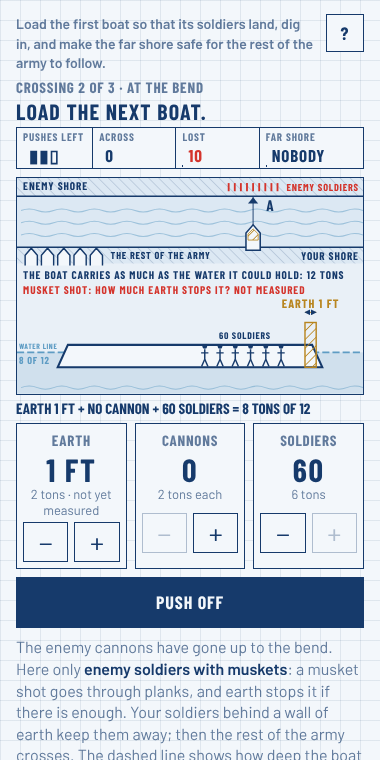 Load the first boat so that its soldiers land, dig
in, and make the far shore safe for the rest of the
army to follow.
?
CROSSING 2 OF 3 · AT THE BEND
LOAD THE NEXT BOAT.
PUSHES LEFT
ACROSS
0
LOST
10
FAR SHORE
NOBODY
ENEMY SHORE
ENEMY SOLDIERS
A
THE REST OF THE ARMY
YOUR SHORE
THE BOAT CARRIES AS MUCH AS THE WATER IT COULD HOLD: 12 TONS
MUSKET SHOT: HOW MUCH EARTH STOPS IT? NOT MEASURED
EARTH 1 FT
60 SOLDIERS
WATER LINE
8 OF 12
EARTH 1 FT + NO CANNON + 60 SOLDIERS = 8 TONS OF 12
EARTH
1 FT
2 tons · not yet
measured
− +
CANNONS
0
2 tons each
− +
SOLDIERS
60
6 tons
− +
PUSH OFF
The enemy cannons have gone up to the bend.
Here only enemy soldiers with muskets: a musket
shot goes through planks, and earth stops it if
there is enough. Your soldiers behind a wall of
earth keep them away; then the rest of the army
crosses. The dashed line shows how deep the boat